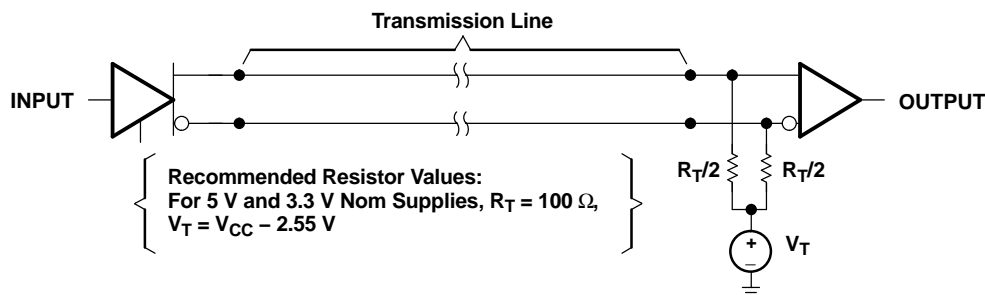 Transmission Line
INPUT
OUTPUT
Recommended Resistor Values:
For 5 V and 3.3 V Nom Supplies, RT = 100 Ω,
VT = VCC – 2.55 V
RT/2
RT/2
+
–
VT